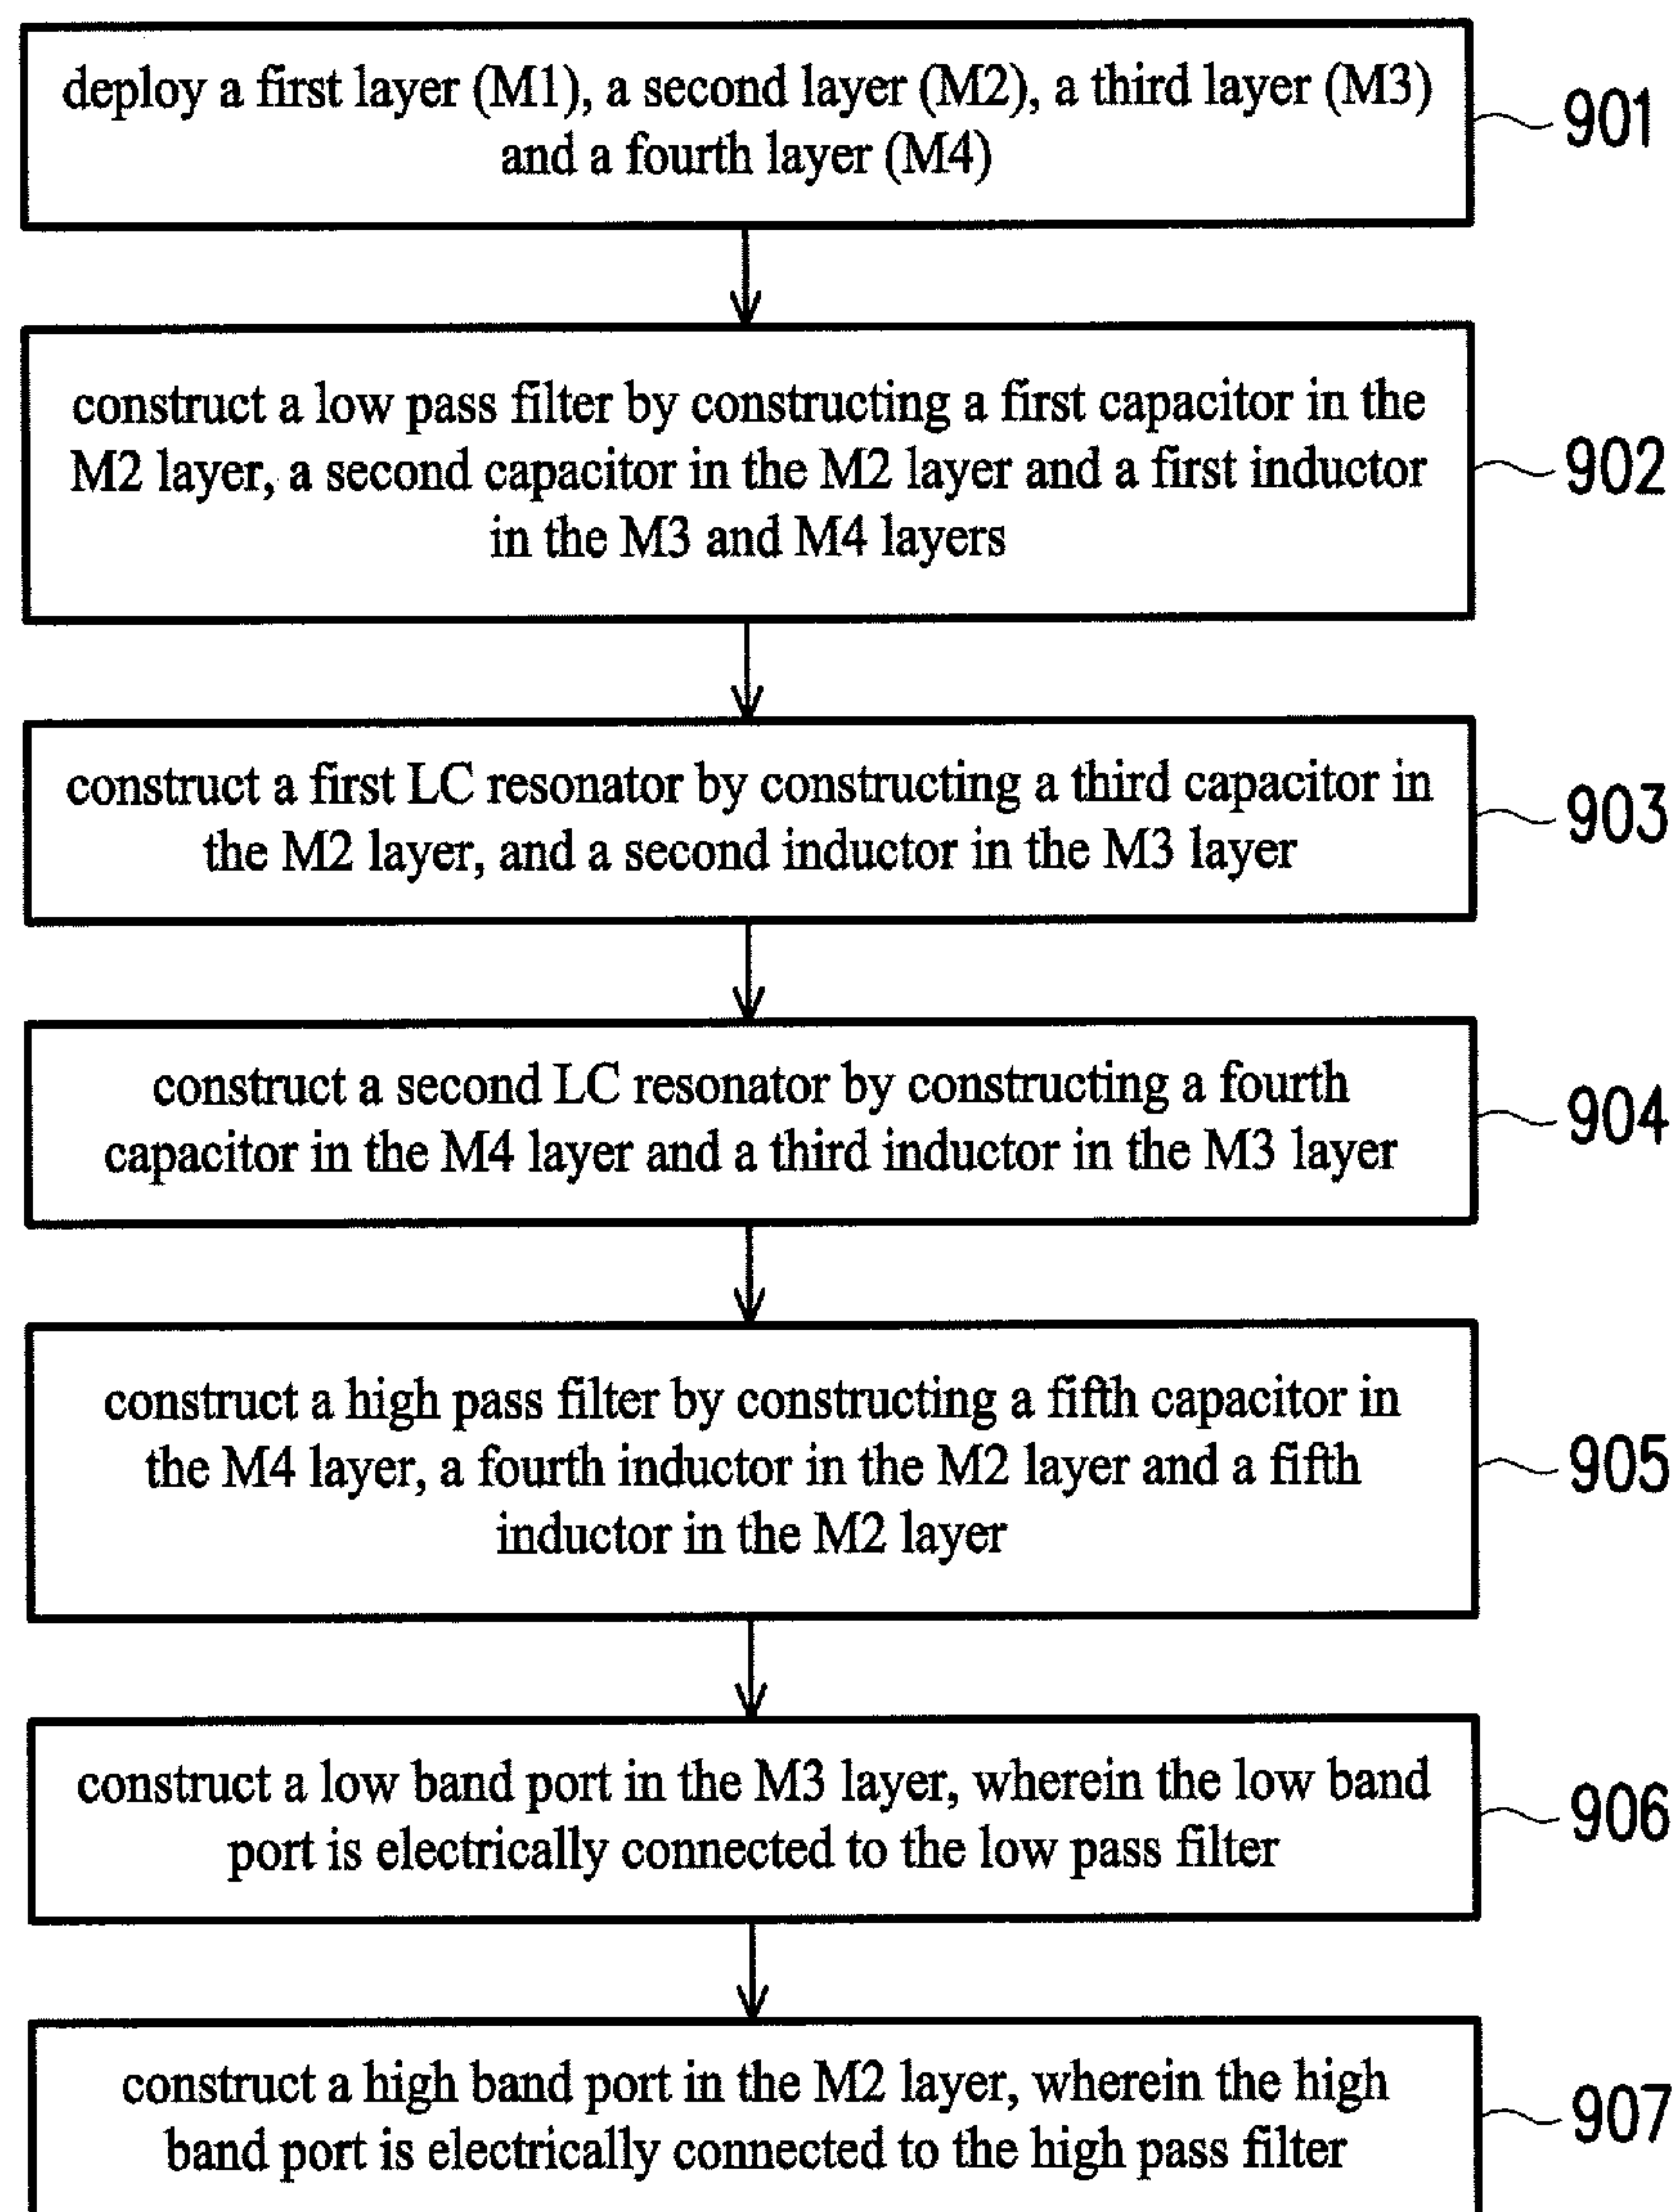 deploy a first layer (M1), a second layer (M2), a third layer (M3)
and a fourth layer (M4)
901
construct a low pass filter by constructing a first capacitor in the
M2 layer, a second capacitor in the M2 layer and a first inductor
in the M3 and M4 layers
902
construct a first LC resonator by constructing a third capacitor in
the M2 layer, and a second inductor in the M3 layer
903
construct a second LC resonator by constructing a fourth
capacitor in the M4 layer and a third inductor in the M3 layer
904
construct a high pass filter by constructing a fifth capacitor in
the M4 layer, a fourth inductor in the M2 layer and a fifth
inductor in the M2 layer
905
construct a low band port in the M3 layer, wherein the low band
port is electrically connected to the low pass filter
906
construct a high band port in the M2 layer, wherein the high
band port is electrically connected to the high pass filter
907